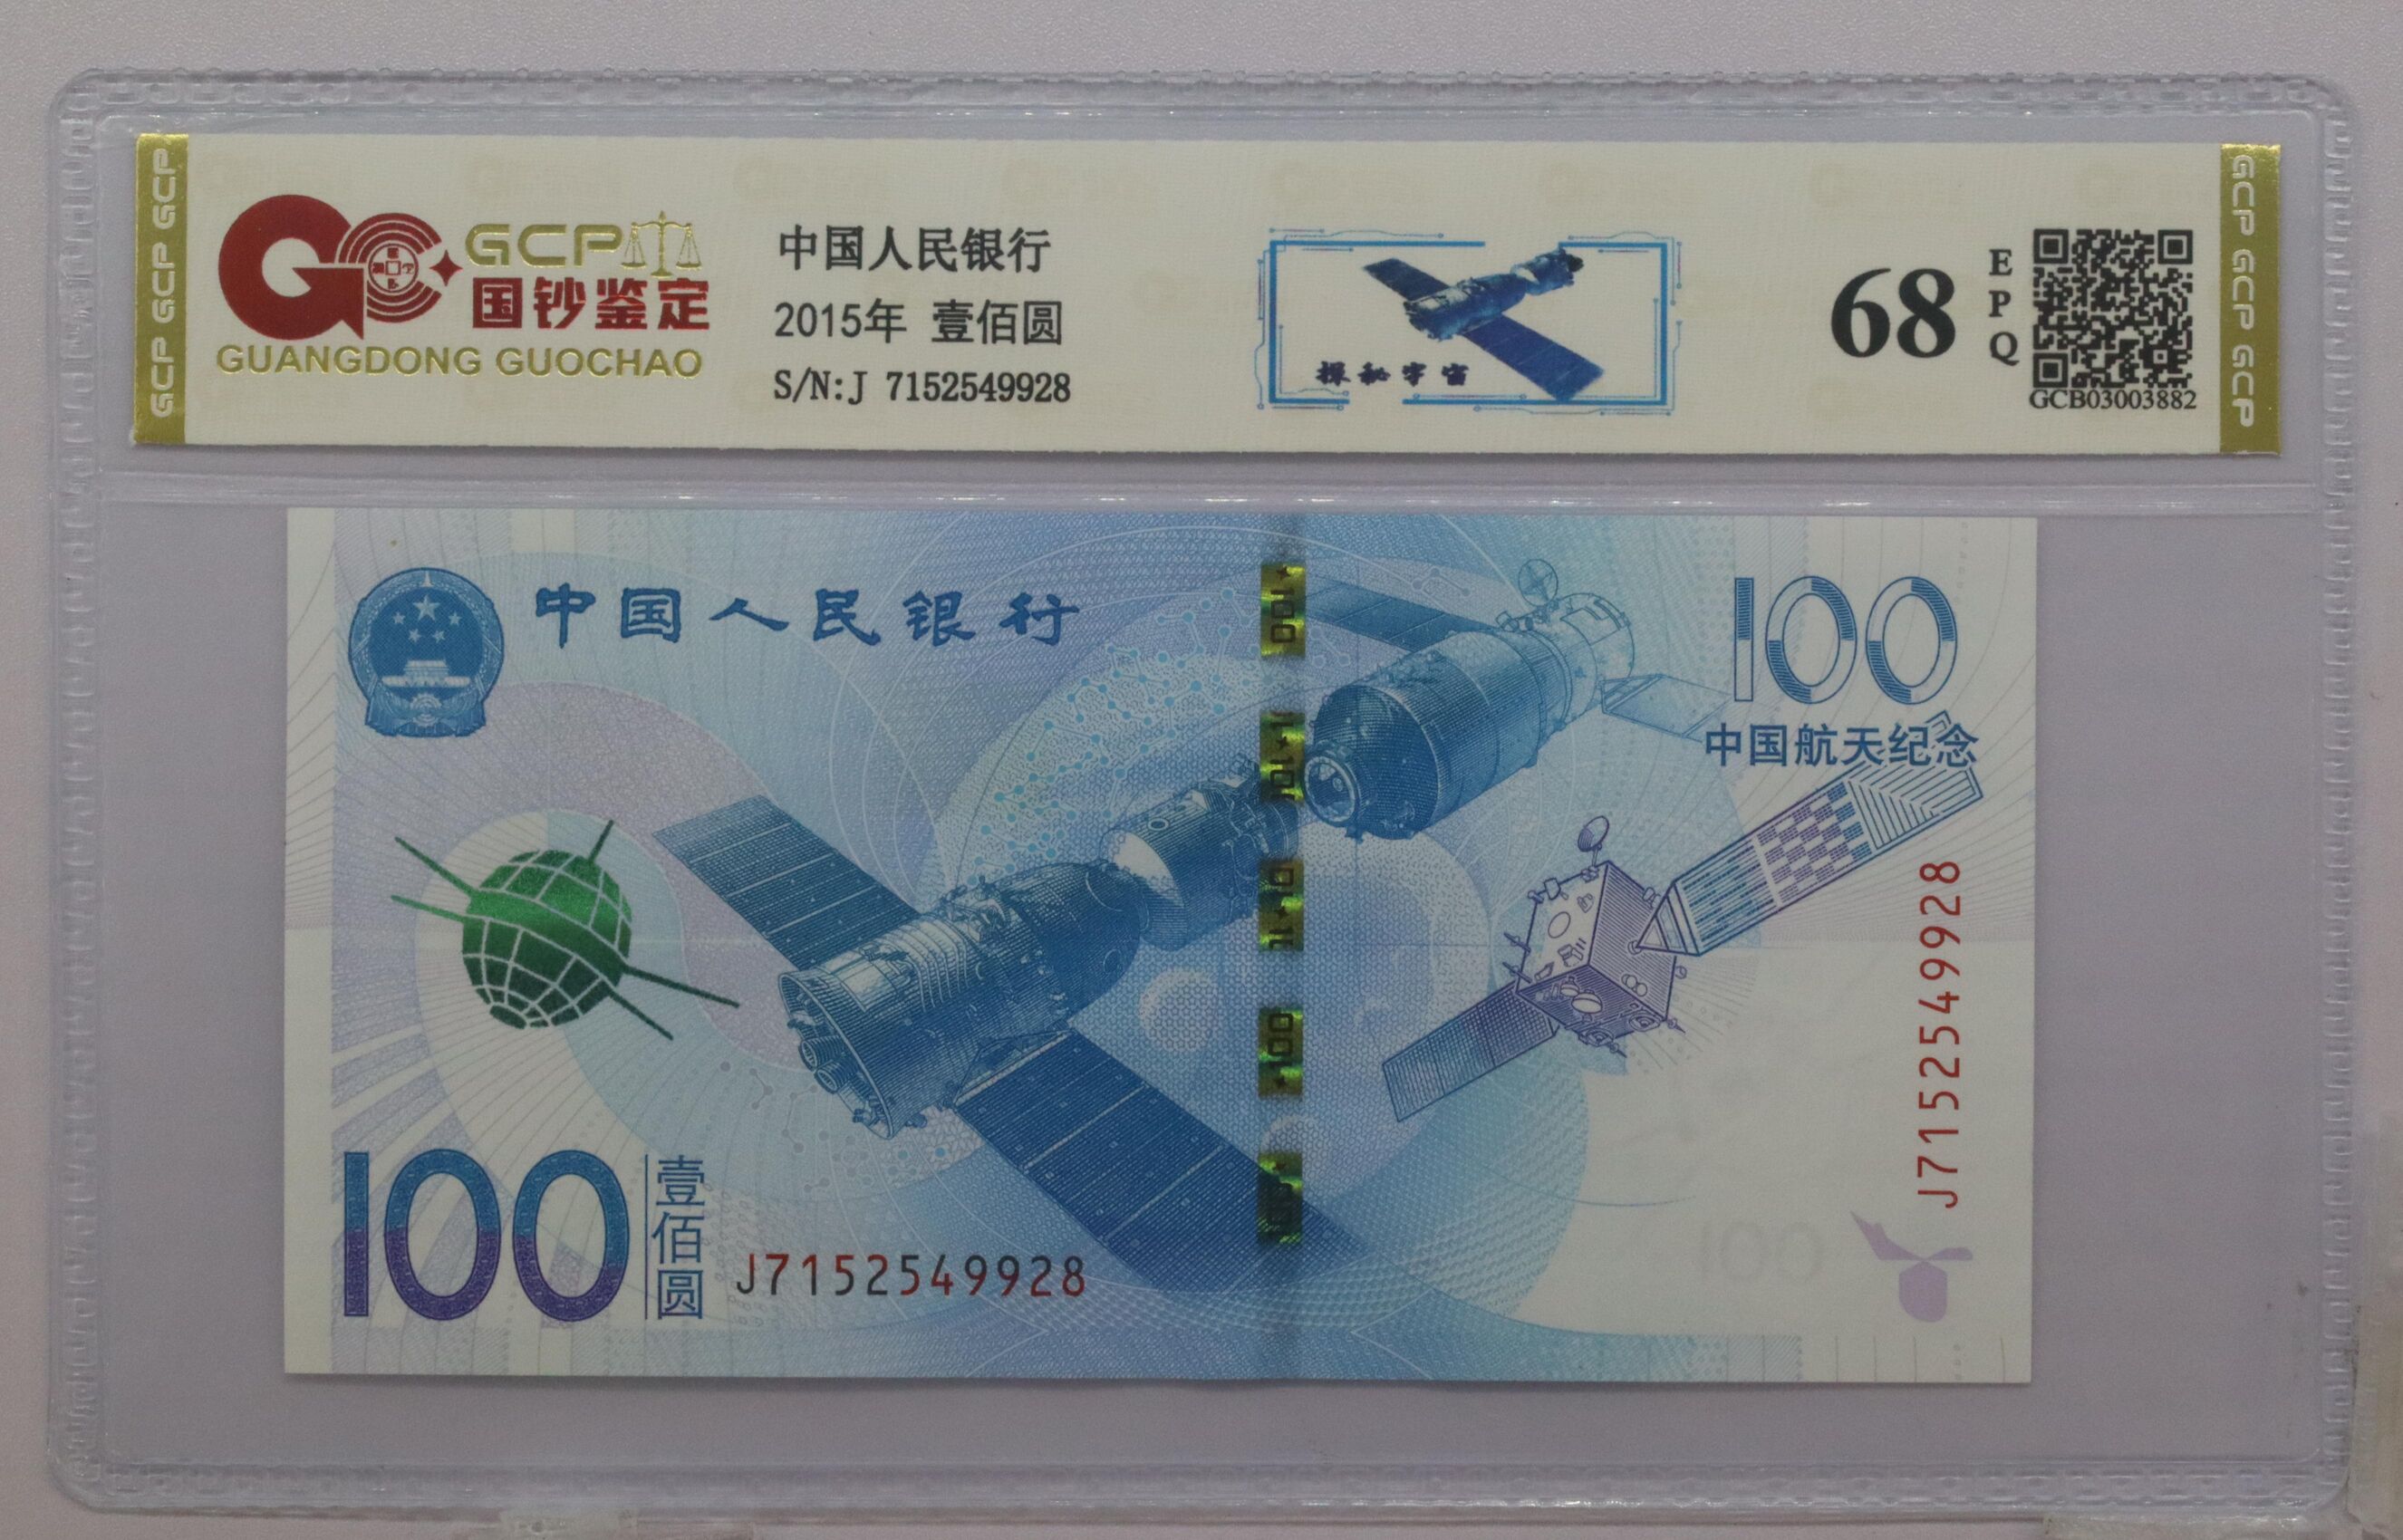 GCP GCP GCP
GCP
国钞鉴定
GUANGDONG GUOCHAO
中国人民银行
2015年 壹佰圆
S/N:J 7152549928
探秘宇宙
68
EPQ
GCB03003882
GCP GCP GCP
中国人民银行
100
中国航天纪念
J7152549928
100
壹佰圆
J7152549928
100